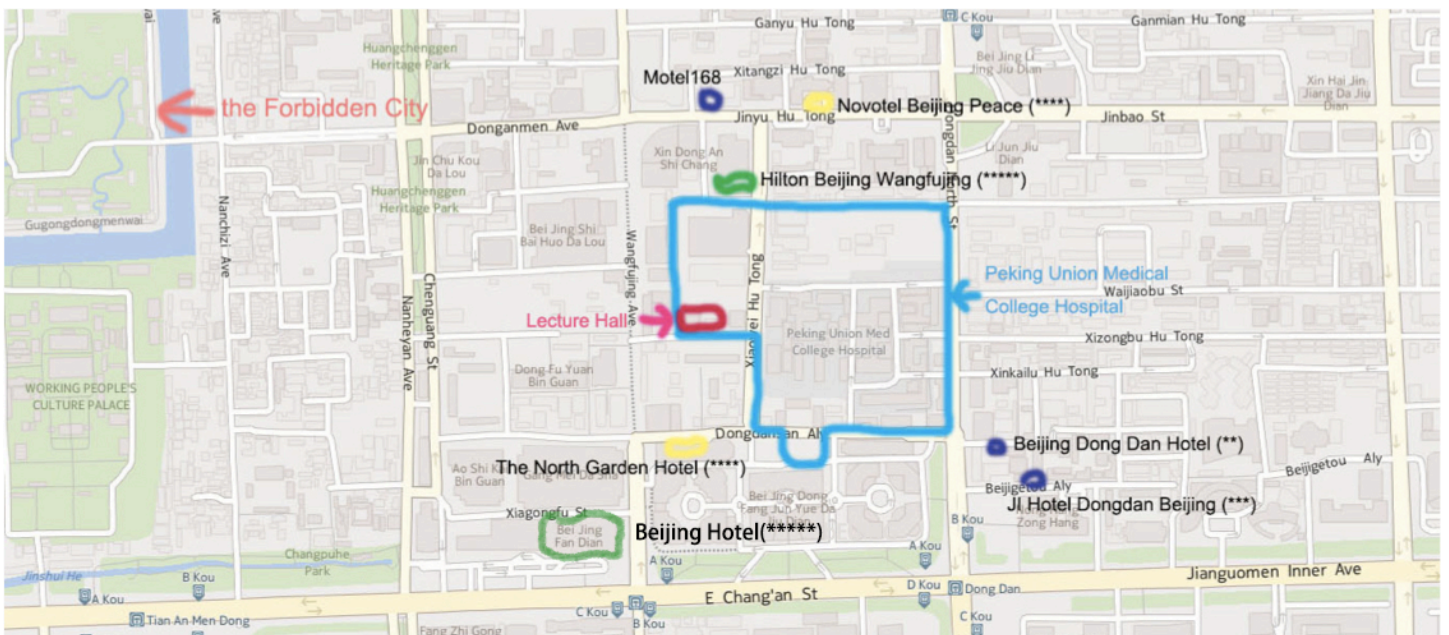 Ganyu Hu Tong
C Kou
Ganmian Hu Tong
Huangchenggen
Heritage Park
Bei Jing Li
Jing Jiu Dian
Motel168
Xitangzi Hu Tong
Xin Hai Jin
Jiang Da Jiu
Dian
the Forbidden City
Novotel Beijing Peace (****)
Donganmen Ave
Jinyu Hu Tong
Jinbao St
Jin Chu Kou
Da Lou
Xin Dong An
Shi Chang
Li Jun Jiu
Dian
Huangchenggen
Heritage Park
Hilton Beijing Wangfujing (*****)
Gugongdongmenwai
Nanchizi Ave
Bei Jing Shi
Bai Huo Da Lou
Wangfujing Ave
Chenguang St
Nanheyan Ave
Peking Union Medical
College Hospital
Waijiaobu St
Lecture Hall
Peking Union Med
College Hospital
Xizongbu Hu Tong
Xinkailu Hu Tong
Dong Fu Yuan
Bin Guan
WORKING PEOPLE'S
CULTURE PALACE
Dongdansan Aly
Beijing Dong Dan Hotel (**)
The North Garden Hotel (****)
Bin Guan
Beijigetou Aly
Beijigetou Aly
JI Hotel Dongdan Beijing (***)
Zong Hang
Bei Jing Dong
Fang Jun Yue Da
Xiagongfu St
Bei Jing
Fan Dian
Beijing Hotel(*****)
B Kou
Changpuhe
Park
Jinshui He
B Kou
A Kou
A Kou
A Kou
D Kou
Dong Dan
Jianguomen Inner Ave
E Chang'an St
C Kou
B Kou
C Kou
Tian An Men Dong
Fang Zhi Gong